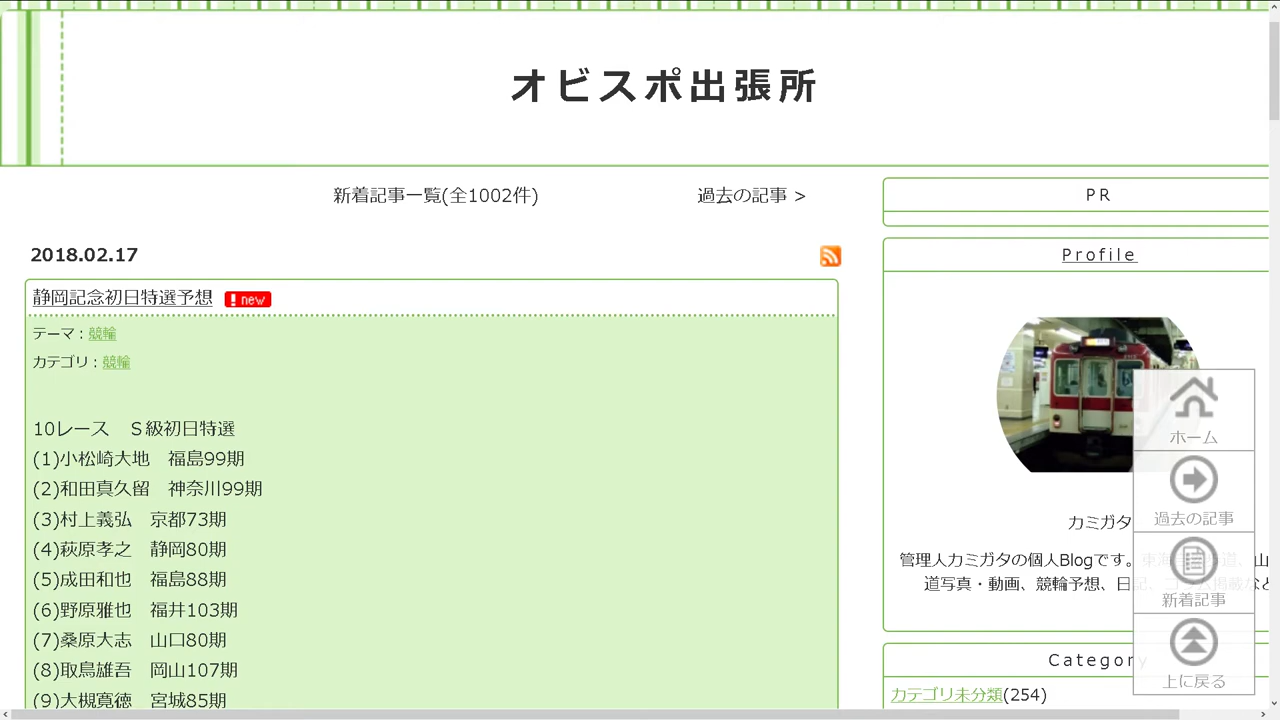 オビスポ出張所
新着記事一覧(全1002件)
過去の記事 >
2018.02.17
静岡記念初日特選予想 ! new
テーマ：競輪
カテゴリ：競輪
10レース　Ｓ級初日特選
(1)小松崎大地　福島99期
(2)和田真久留　神奈川99期
(3)村上義弘　京都73期
(4)萩原孝之　静岡80期
(5)成田和也　福島88期
(6)野原雅也　福井103期
(7)桑原大志　山口80期
(8)取鳥雄吾　岡山107期
(9)大槻寛徳　宮城85期
PR
Profile
カミガタ
管理人カミガタの個人Blogです。
道写真・動画、競輪予想、日記、
Category
カテゴリ未分類(254)
ホーム
過去の記事
新着記事
上に戻る